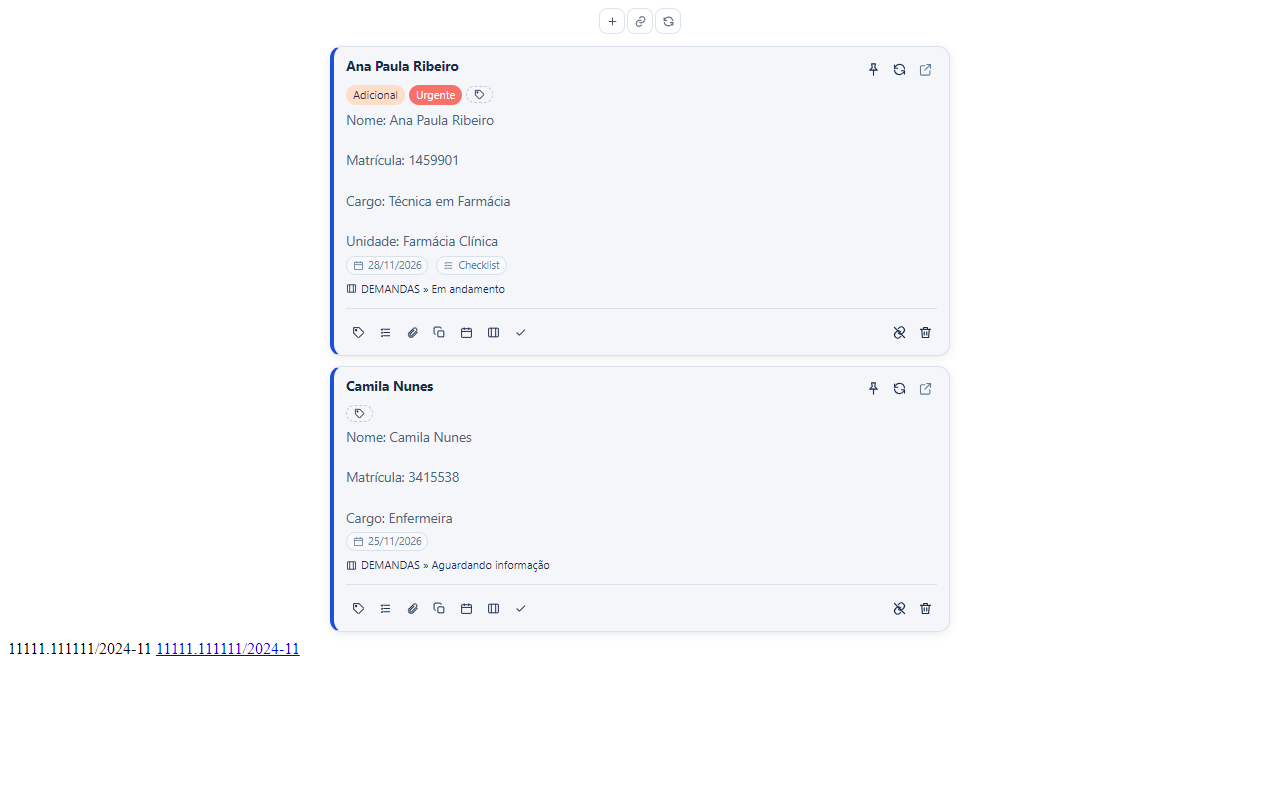 Ana Paula Ribeiro
Adicional Urgente
Nome: Ana Paula Ribeiro
Matrícula: 1459901
Cargo: Técnica em Farmácia
Unidade: Farmácia Clínica
28/11/2026 Checklist
DEMANDAS » Em andamento
Camila Nunes
Nome: Camila Nunes
Matrícula: 3415538
Cargo: Enfermeira
25/11/2026
DEMANDAS » Aguardando informação
11111.111111/2024-11 11111.111111/2024-11